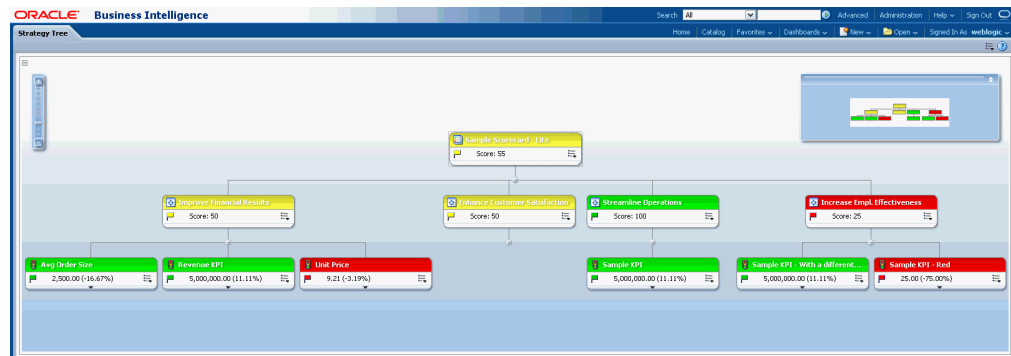 ORACLE Business Intelligence
Search All Advanced Administration Help Sign Out
Strategy Tree
Home Catalog Favorites Dashboards New Open Signed In As weblogic
Sample Scorecard - Lite
Score: 55
Improve Financial Results Enhance Customer Satisfaction Streamline Operations Increase Empl. Effectiveness
Score: 50 Score: 50 Score: 100 Score: 25
Avg Order Size Revenue KPI Unit Price Sample KPI Sample KPI - With a different... Sample KPI - Red
2,500.00 (-16.67%) 5,000,000.00 (11.11%) 9.21 (-3.19%) 5,000,000.00 (11.11%) 5,000,000.00 (11.11%) 25.00 (-75.00%)